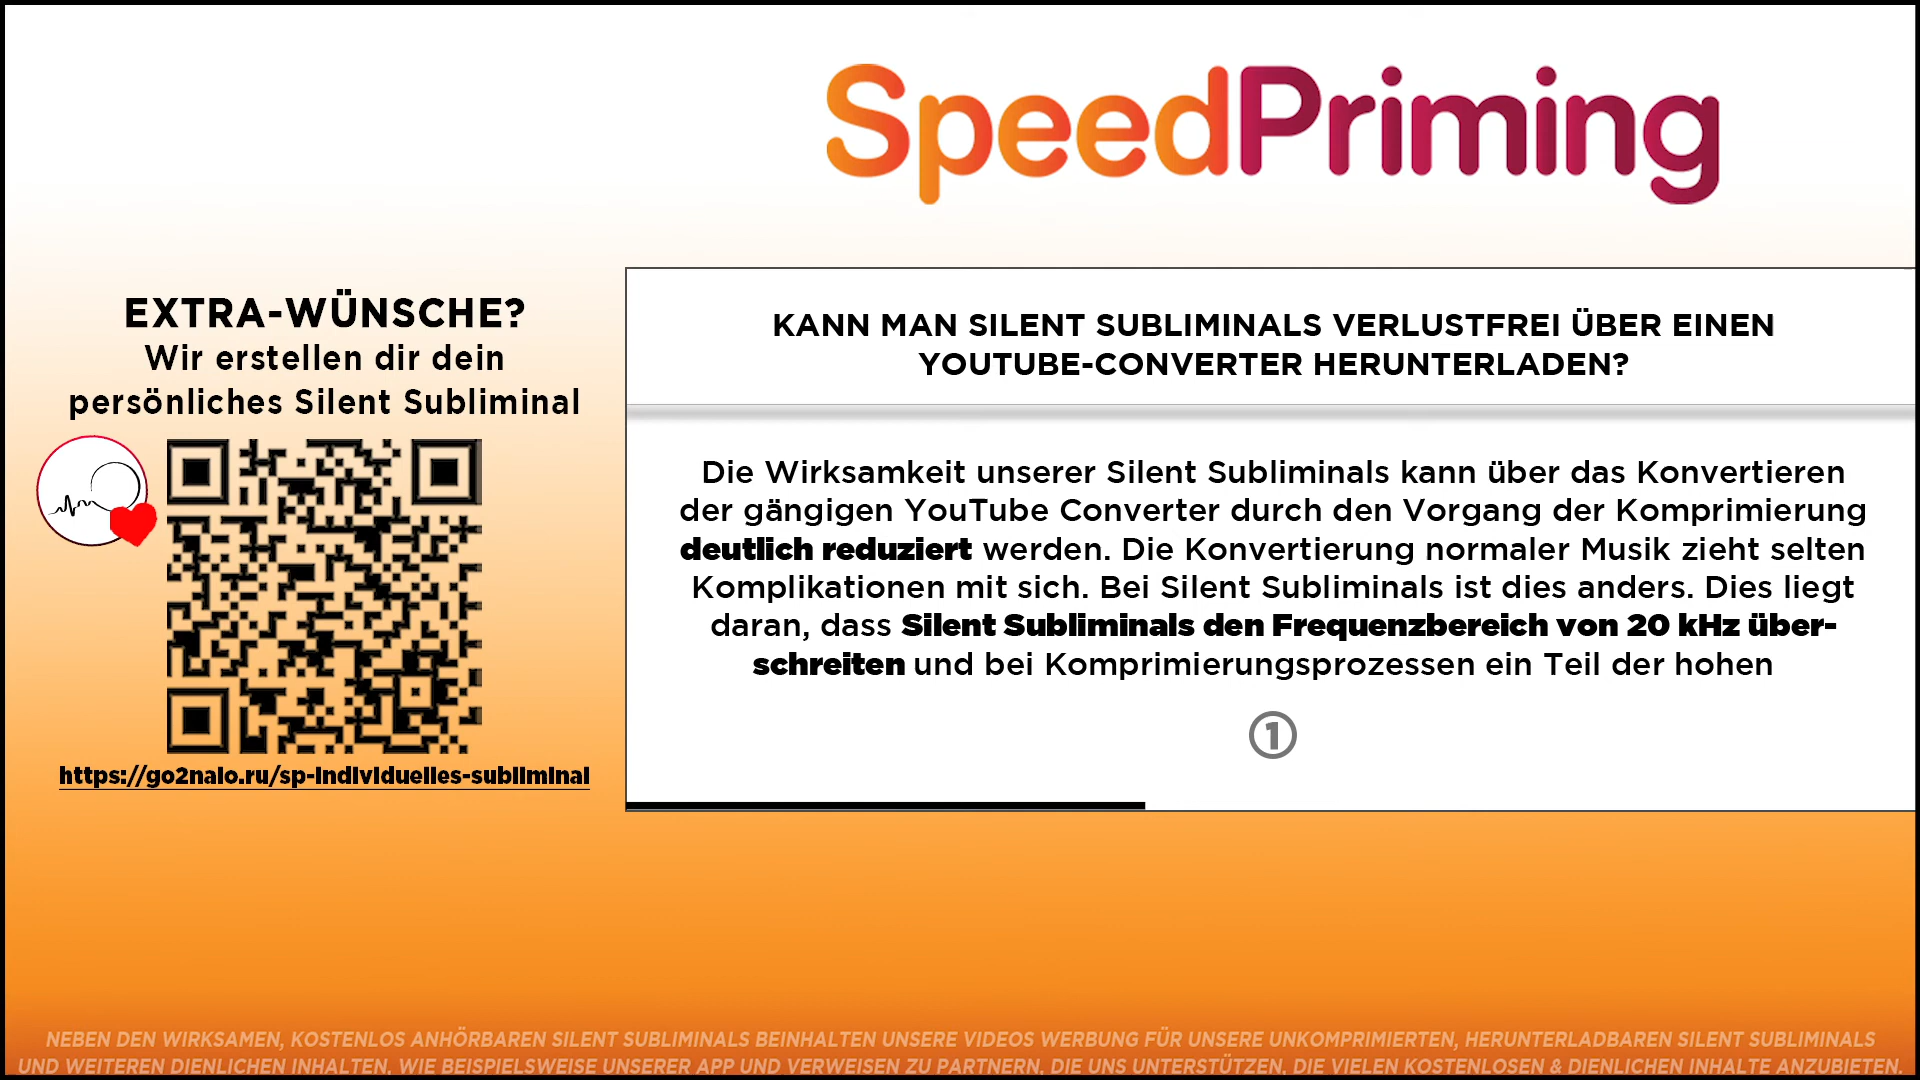 SpeedPriming
EXTRA-WÜNSCHE?
Wir erstellen dir dein
persönliches Silent Subliminal
https://go2nalo.ru/sp-individuelles-subliminal
KANN MAN SILENT SUBLIMINALS VERLUSTFREI ÜBER EINEN
YOUTUBE-CONVERTER HERUNTERLADEN?
Die Wirksamkeit unserer Silent Subliminals kann über das Konvertieren
der gängigen YouTube Converter durch den Vorgang der Komprimierung
deutlich reduziert werden. Die Konvertierung normaler Musik zieht selten
Komplikationen mit sich. Bei Silent Subliminals ist dies anders. Dies liegt
daran, dass Silent Subliminals den Frequenzbereich von 20 kHz über-
schreiten und bei Komprimierungsprozessen ein Teil der hohen
①
NEBEN DEN WIRKSAMEN, KOSTENLOS ANHÖRBAREN SILENT SUBLIMINALS BEINHALTEN UNSERE VIDEOS WERBUNG FÜR UNSERE UNKOMPRIMIERTEN, HERUNTERLADBAREN SILENT SUBLIMINALS
UND WEITEREN DIENLICHEN INHALTEN, WIE BEISPIELSWEISE UNSERER APP UND VERWEISEN ZU PARTNERN, DIE UNS UNTERSTÜTZEN, DIE VIELEN KOSTENLOSEN & DIENLICHEN INHALTE ANZUBIETEN.